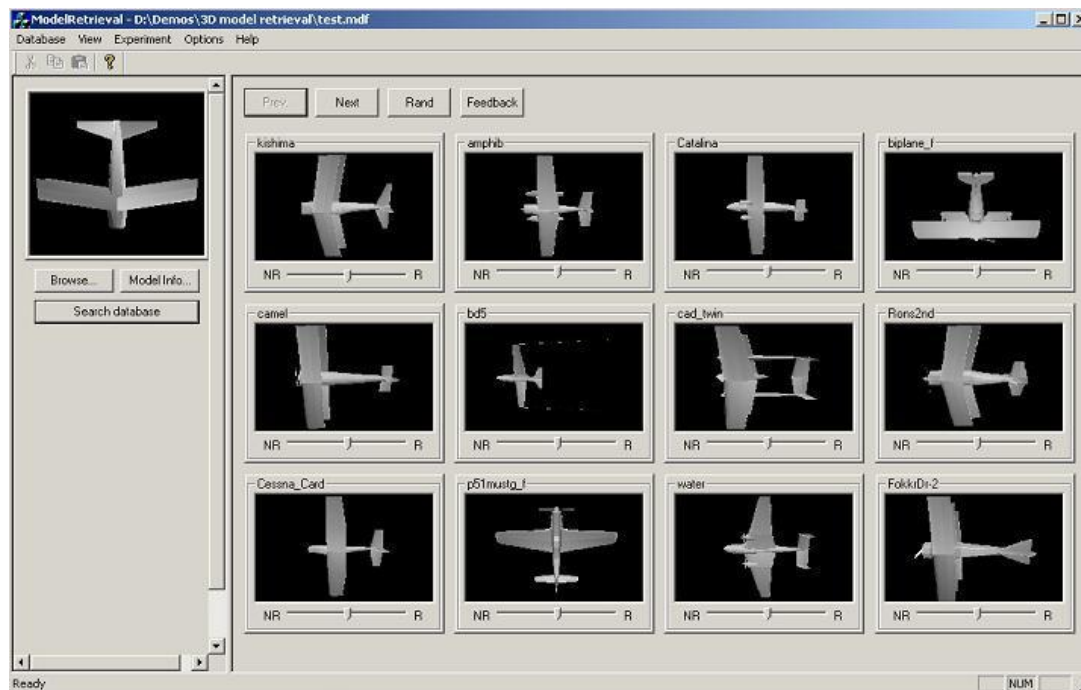 ModelRetrieval - D:\Demos\3D model retrieval\test.mdf
Database View Experiment Options Help
Prev. Next Rand Feedback
Browse... Model Info...
Search database
kishima amphib Catalina biplane_f
NR R NR R NR R NR R
camel bd5 cad_twin Rons2nd
NR R NR R NR R NR R
Cessna_Card p51mustg_f water FokkrDr-2
NR R NR R NR R NR R
Ready NUM